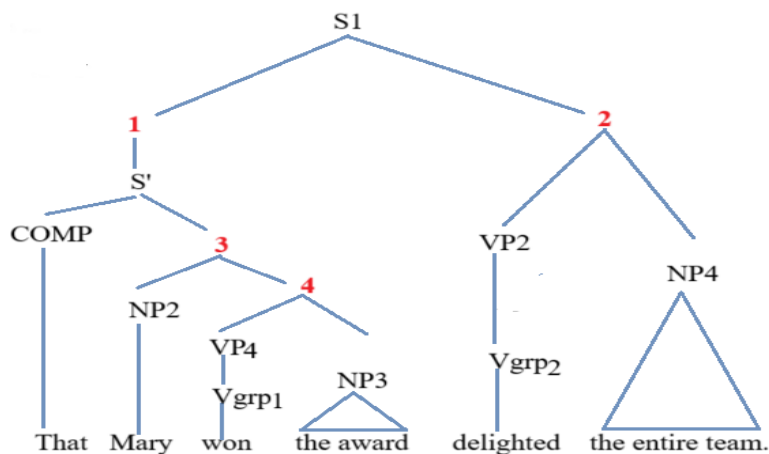 S1
1 2
S'
COMP 3 VP2
NP2 4 NP4
VP4 NP3 Vgrp2
Vgrp1
That Mary won the award delighted the entire team.